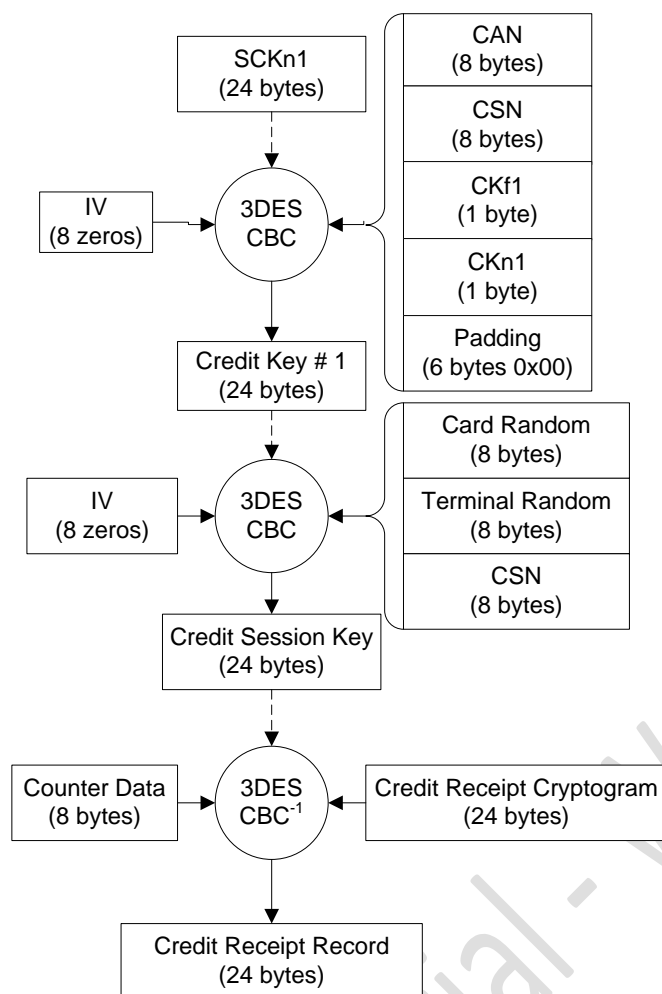 SCKn1
(24 bytes)
CAN
(8 bytes)
CSN
(8 bytes)
CKf1
(1 byte)
CKn1
(1 byte)
Padding
(6 bytes 0x00)
IV
(8 zeros)
3DES
CBC
Credit Key # 1
(24 bytes)
Card Random
(8 bytes)
Terminal Random
(8 bytes)
CSN
(8 bytes)
IV
(8 zeros)
3DES
CBC
Credit Session Key
(24 bytes)
Counter Data
(8 bytes)
3DES
CBC-1
Credit Receipt Cryptogram
(24 bytes)
Credit Receipt Record
(24 bytes)